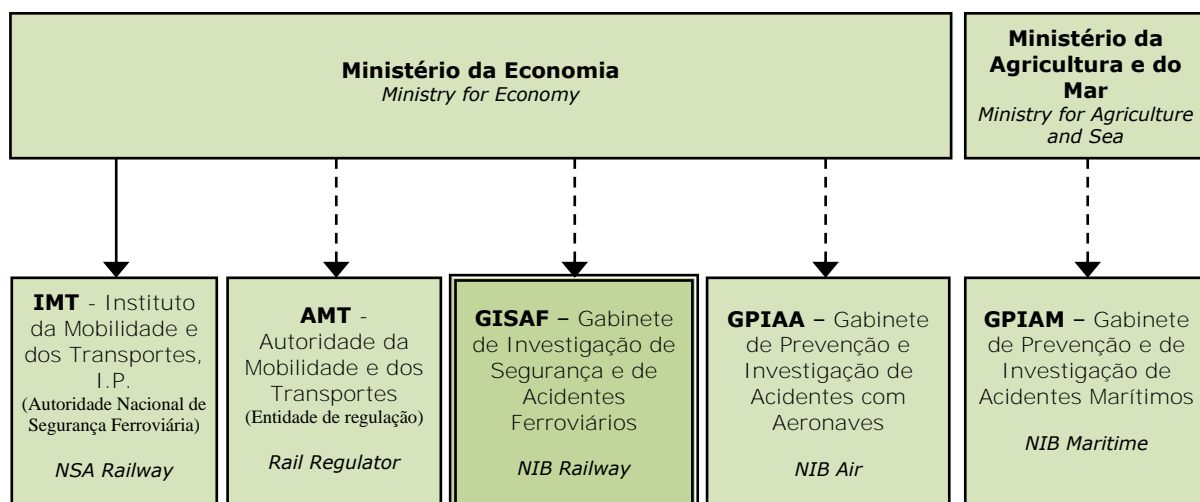 Ministério da Economia
Ministry for Economy
Ministério da
Agricultura e do
Mar
Ministry for Agriculture
and Sea
IMT - Instituto
da Mobilidade e
dos Transportes,
I.P.
(Autoridade Nacional de
Segurança Ferroviária)
NSA Railway
AMT -
Autoridade da
Mobilidade e dos
Transportes
(Entidade de regulação)
Rail Regulator
GISAF – Gabinete
de Investigação de
Segurança e de
Acidentes
Ferroviários
NIB Railway
GPIAA – Gabinete
de Prevenção e
Investigação de
Acidentes com
Aeronaves
NIB Air
GPIAM – Gabinete
de Prevenção e de
Investigação de
Acidentes Marítimos
NIB Maritime